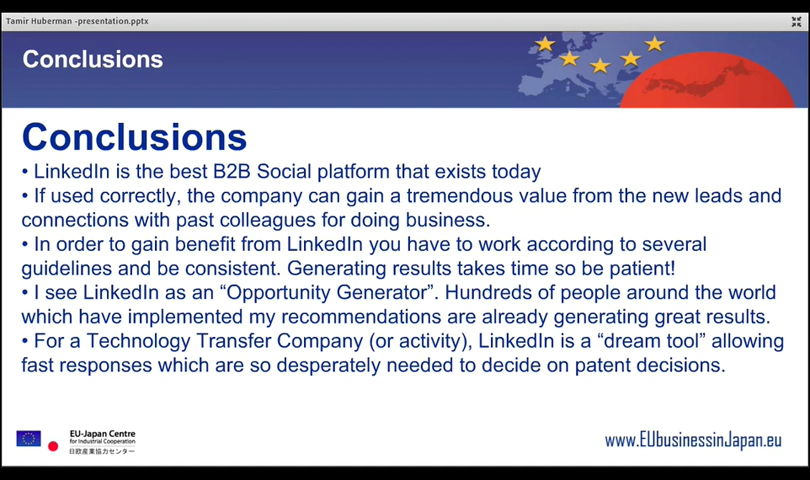 Tamir Huberman -presentation.pptx
Conclusions
Conclusions
• LinkedIn is the best B2B Social platform that exists today
• If used correctly, the company can gain a tremendous value from the new leads and
connections with past colleagues for doing business.
• In order to gain benefit from LinkedIn you have to work according to several
guidelines and be consistent. Generating results takes time so be patient!
• I see LinkedIn as an “Opportunity Generator”. Hundreds of people around the world
which have implemented my recommendations are already generating great results.
• For a Technology Transfer Company (or activity), LinkedIn is a “dream tool” allowing
fast responses which are so desperately needed to decide on patent decisions.
EU-Japan Centre
for Industrial Cooperation
日欧産業協力センター
www.EUbusinessinJapan.eu